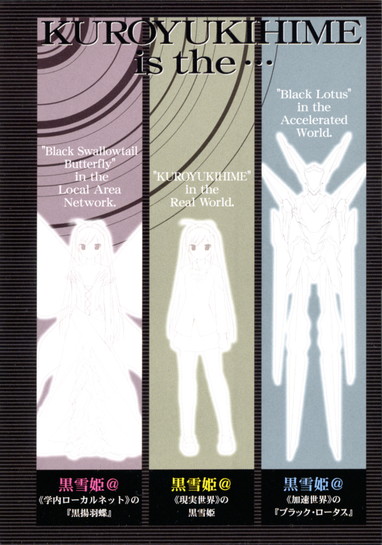 KUROYUKIHIME
is the…
"Black Swallowtail
Butterfly"
in the
Local Area
Network.
"KUROYUKIHIME"
in the
Real World.
"Black Lotus"
in the
Accelerated
World.
黒雪姫@
《学内ローカルネット》の
『黒揚羽蝶』
黒雪姫@
《現実世界》の
黒雪姫
黒雪姫@
《加速世界》の
『ブラック・ロータス』